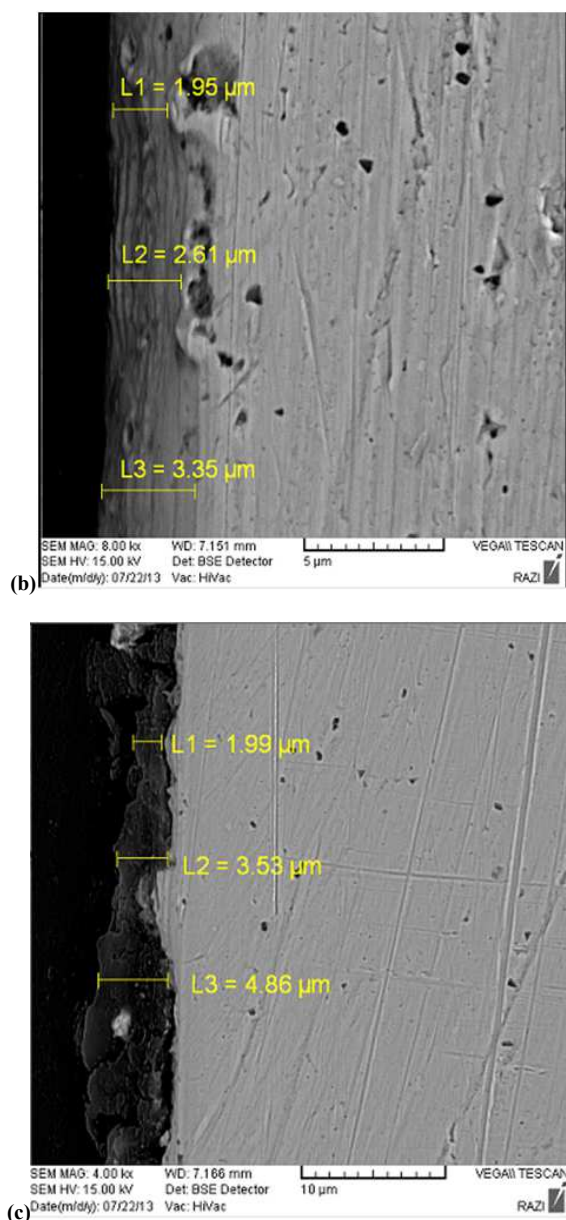 L1 = 1.95 µm
L2 = 2.61 µm
L3 = 3.35 µm
SEM MAG: 8.00 kx WD: 7.151 mm VEGA\\ TESCAN
SEM HV: 15.00 kV Det: BSE Detector 5 µm
Date(m/d/y): 07/22/13 Vac: HiVac RAZI
(b)
L1 = 1.99 µm
L2 = 3.53 µm
L3 = 4.86 µm
SEM MAG: 4.00 kx WD: 7.166 mm VEGA\\ TESCAN
SEM HV: 15.00 kV Det: BSE Detector 10 µm
(c) Date(m/d/y): 07/22/13 Vac: HiVac RAZI